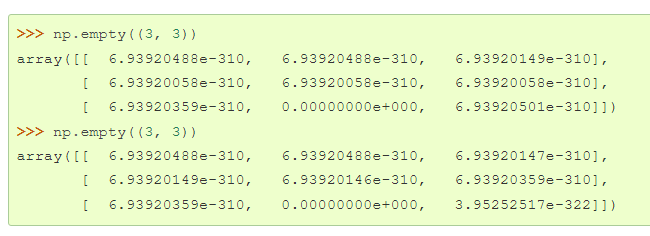 >>> np.empty((3, 3))
array([[  6.93920488e-310,   6.93920488e-310,   6.93920149e-310],
       [  6.93920058e-310,   6.93920058e-310,   6.93920058e-310],
       [  6.93920359e-310,   0.00000000e+000,   6.93920501e-310]])
>>> np.empty((3, 3))
array([[  6.93920488e-310,   6.93920488e-310,   6.93920147e-310],
       [  6.93920149e-310,   6.93920146e-310,   6.93920359e-310],
       [  6.93920359e-310,   0.00000000e+000,   3.95252517e-322]])